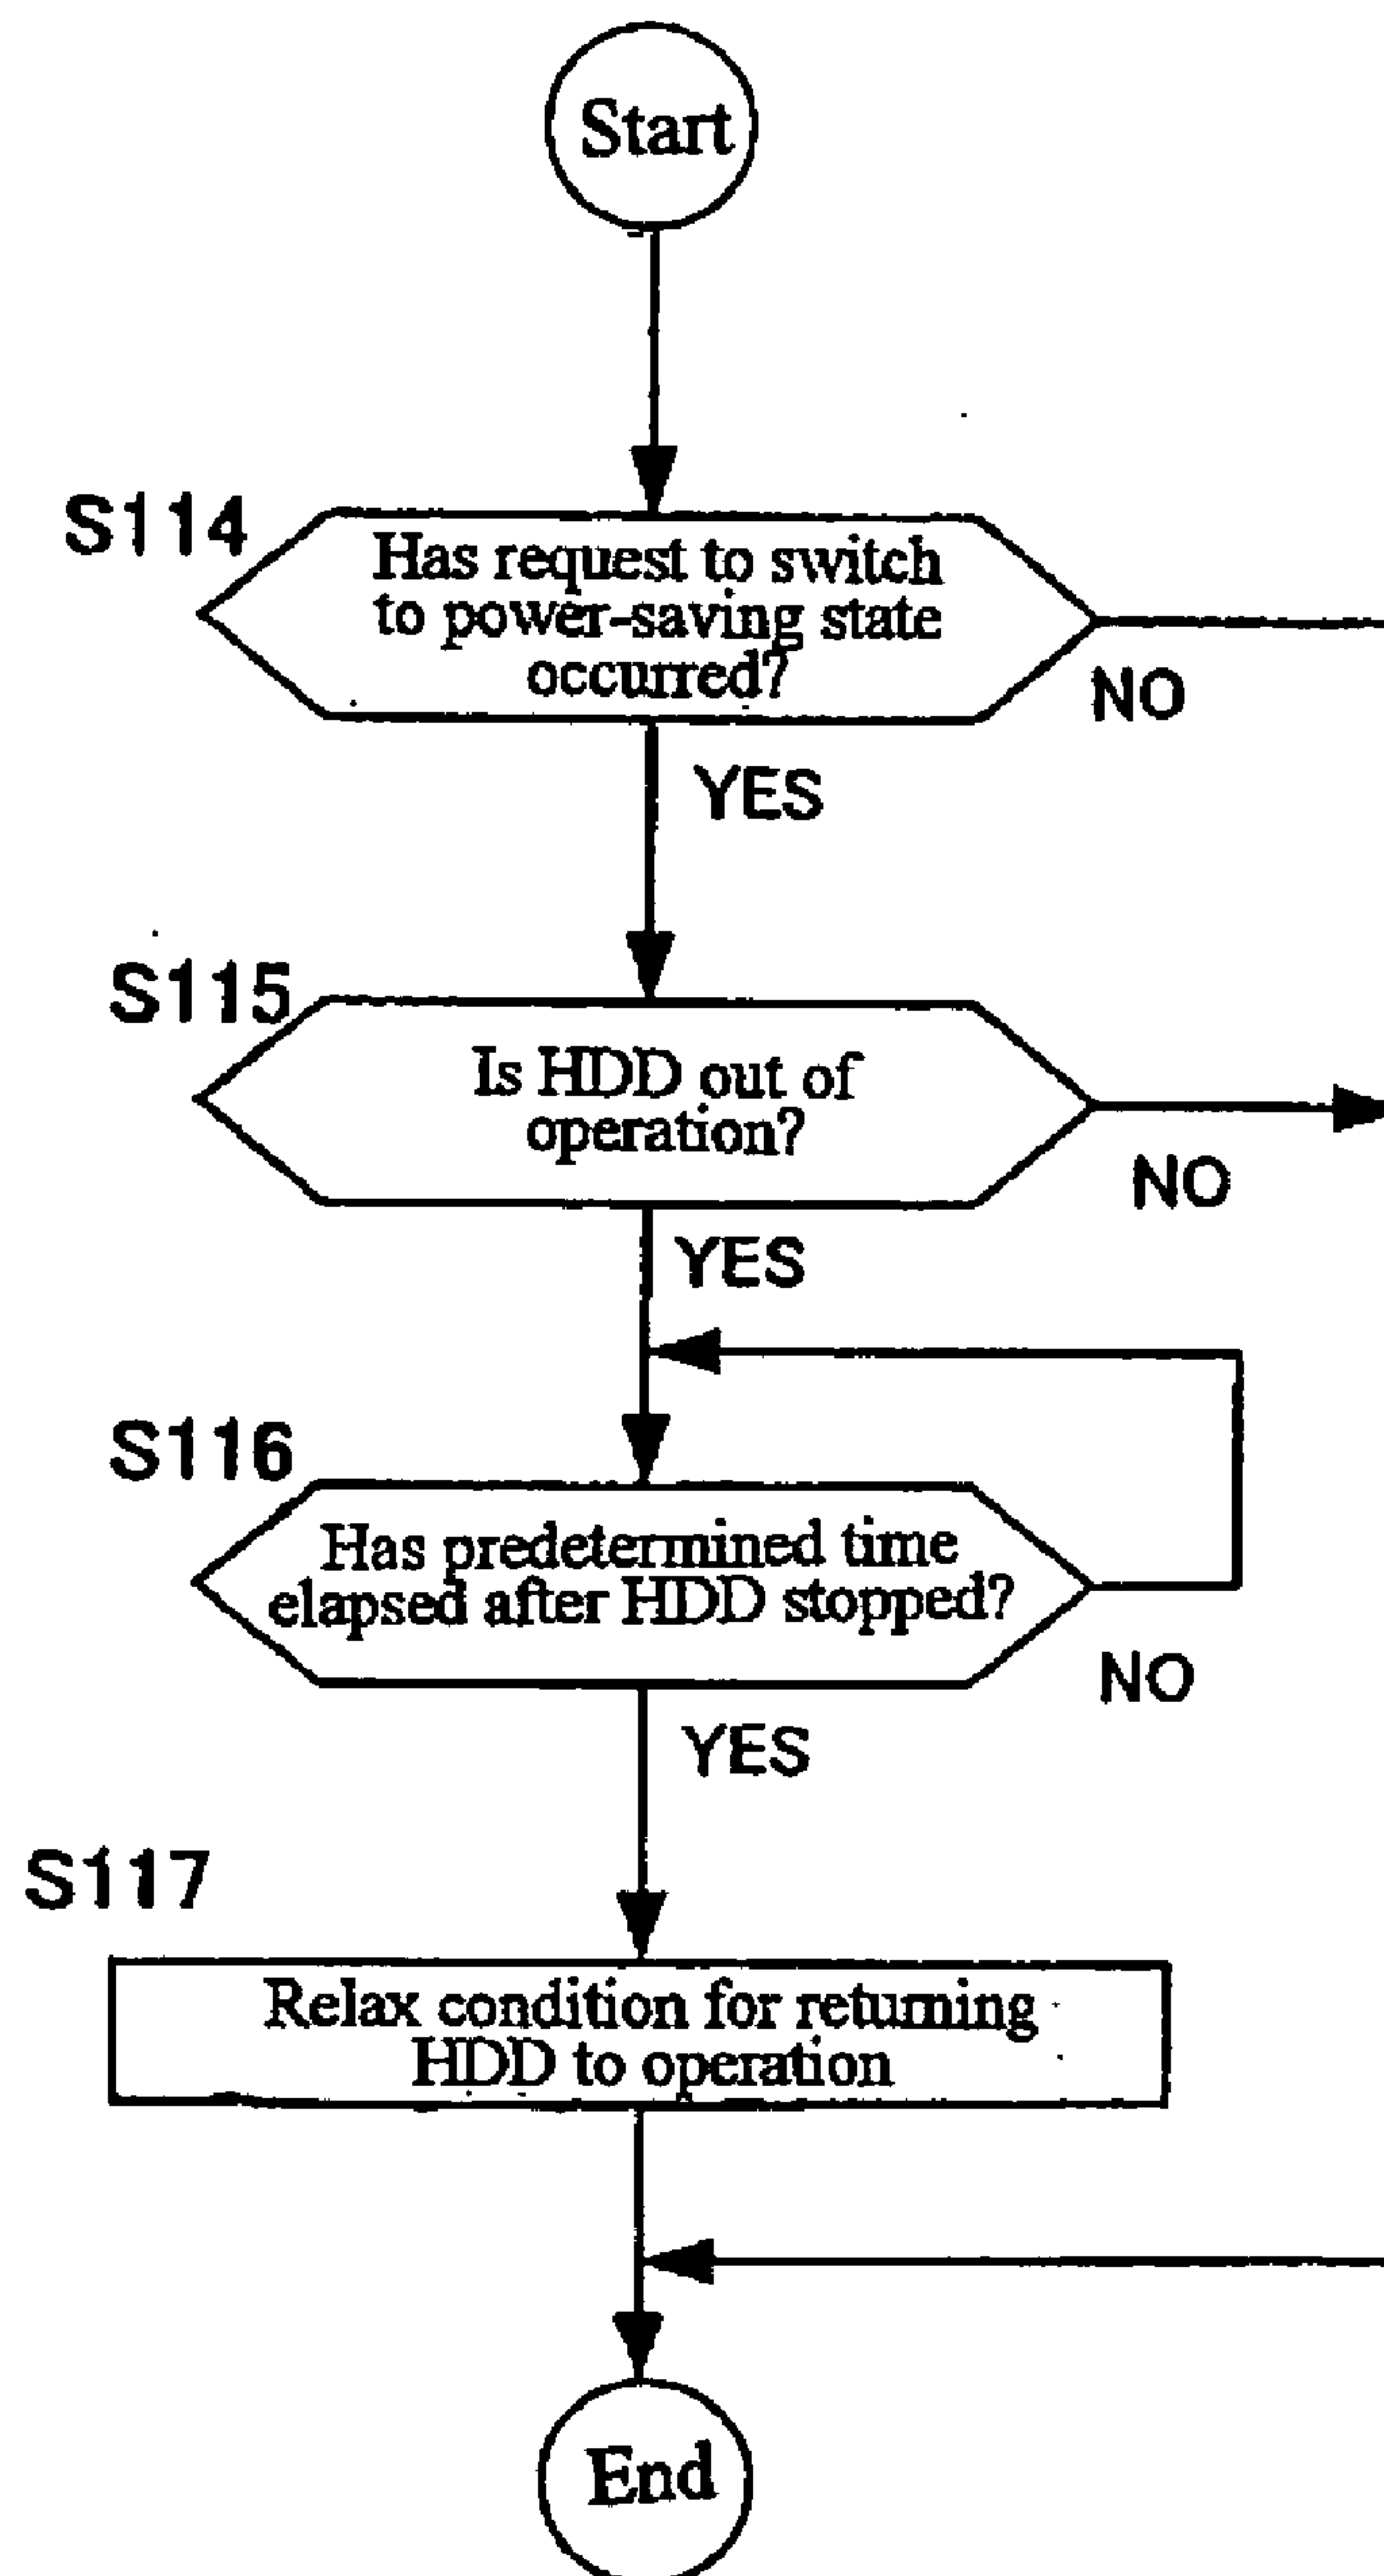 Start
S114
Has request to switch
to power-saving state
occurred?
NO
YES
S115
Is HDD out of
operation?
NO
YES
S116
Has predetermined time
elapsed after HDD stopped?
NO
YES
S117
Relax condition for returning
HDD to operation
End